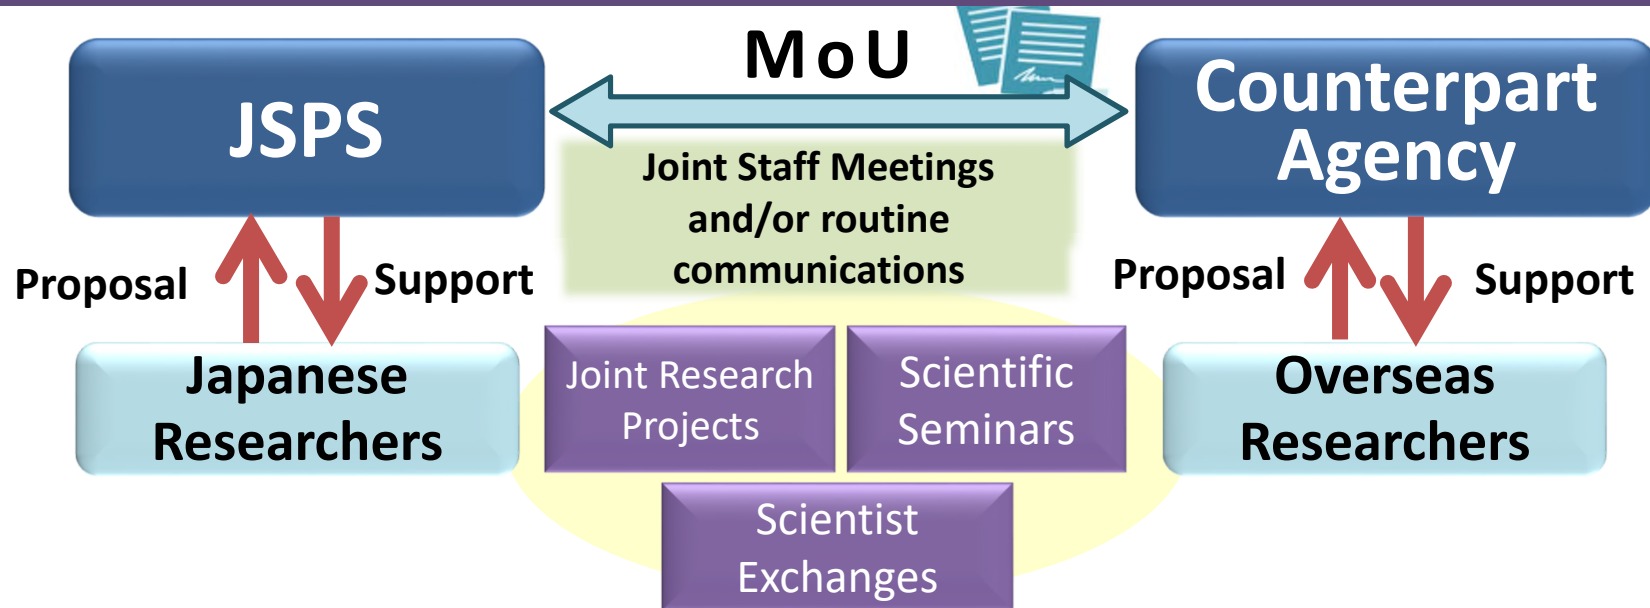 MoU
JSPS
Counterpart
Agency
Joint Staff Meetings
and/or routine
communications
Proposal
Support
Proposal
Support
Japanese
Researchers
Joint Research
Projects
Scientific
Seminars
Scientist
Exchanges
Overseas
Researchers